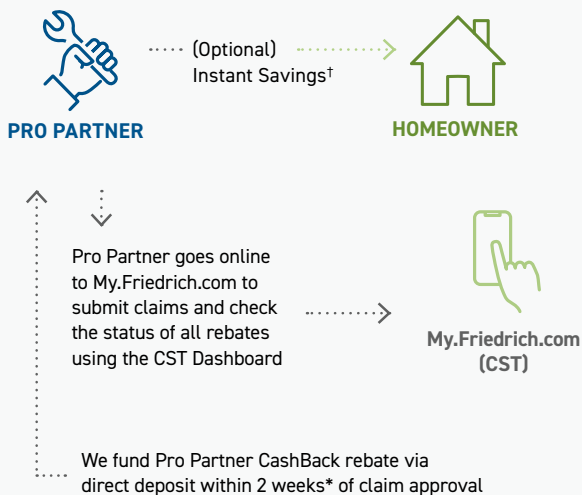 (Optional)
Instant Savings†
PRO PARTNER
HOMEOWNER
Pro Partner goes online
to My.Friedrich.com to
submit claims and check
the status of all rebates
using the CST Dashboard
My.Friedrich.com
(CST)
We fund Pro Partner CashBack rebate via
direct deposit within 2 weeks* of claim approval